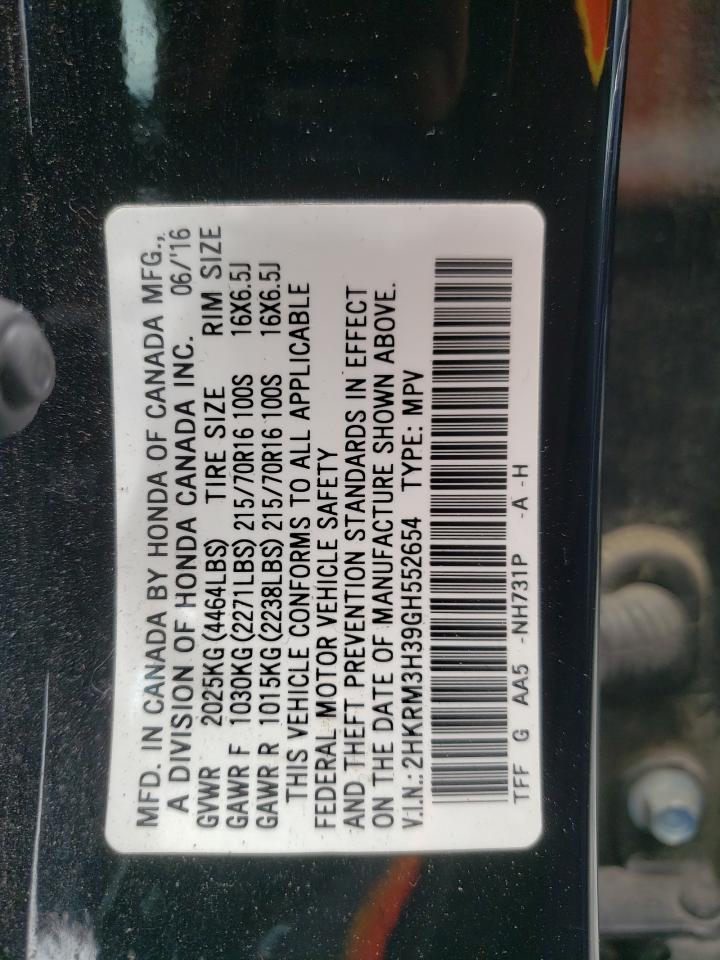 MFD. IN CANADA BY HONDA OF CANADA MFG.,
A DIVISION OF HONDA CANADA INC. 06/'16
GVWR 2025KG(4464LBS) TIRE SIZE RIM SIZE
GAWR F 1030KG(2271LBS) 215/70R16 100S 16X6.5J
GAWR R 1015KG(2238LBS) 215/70R16 100S 16X6.5J
THIS VEHICLE CONFORMS TO ALL APPLICABLE
FEDERAL MOTOR VEHICLE SAFETY
AND THEFT PREVENTION STANDARDS IN EFFECT
ON THE DATE OF MANUFACTURE SHOWN ABOVE.
V.I.N.:2HKRM3H39GH552654 TYPE: MPV
TFF G AA5 -NH731P -A -H